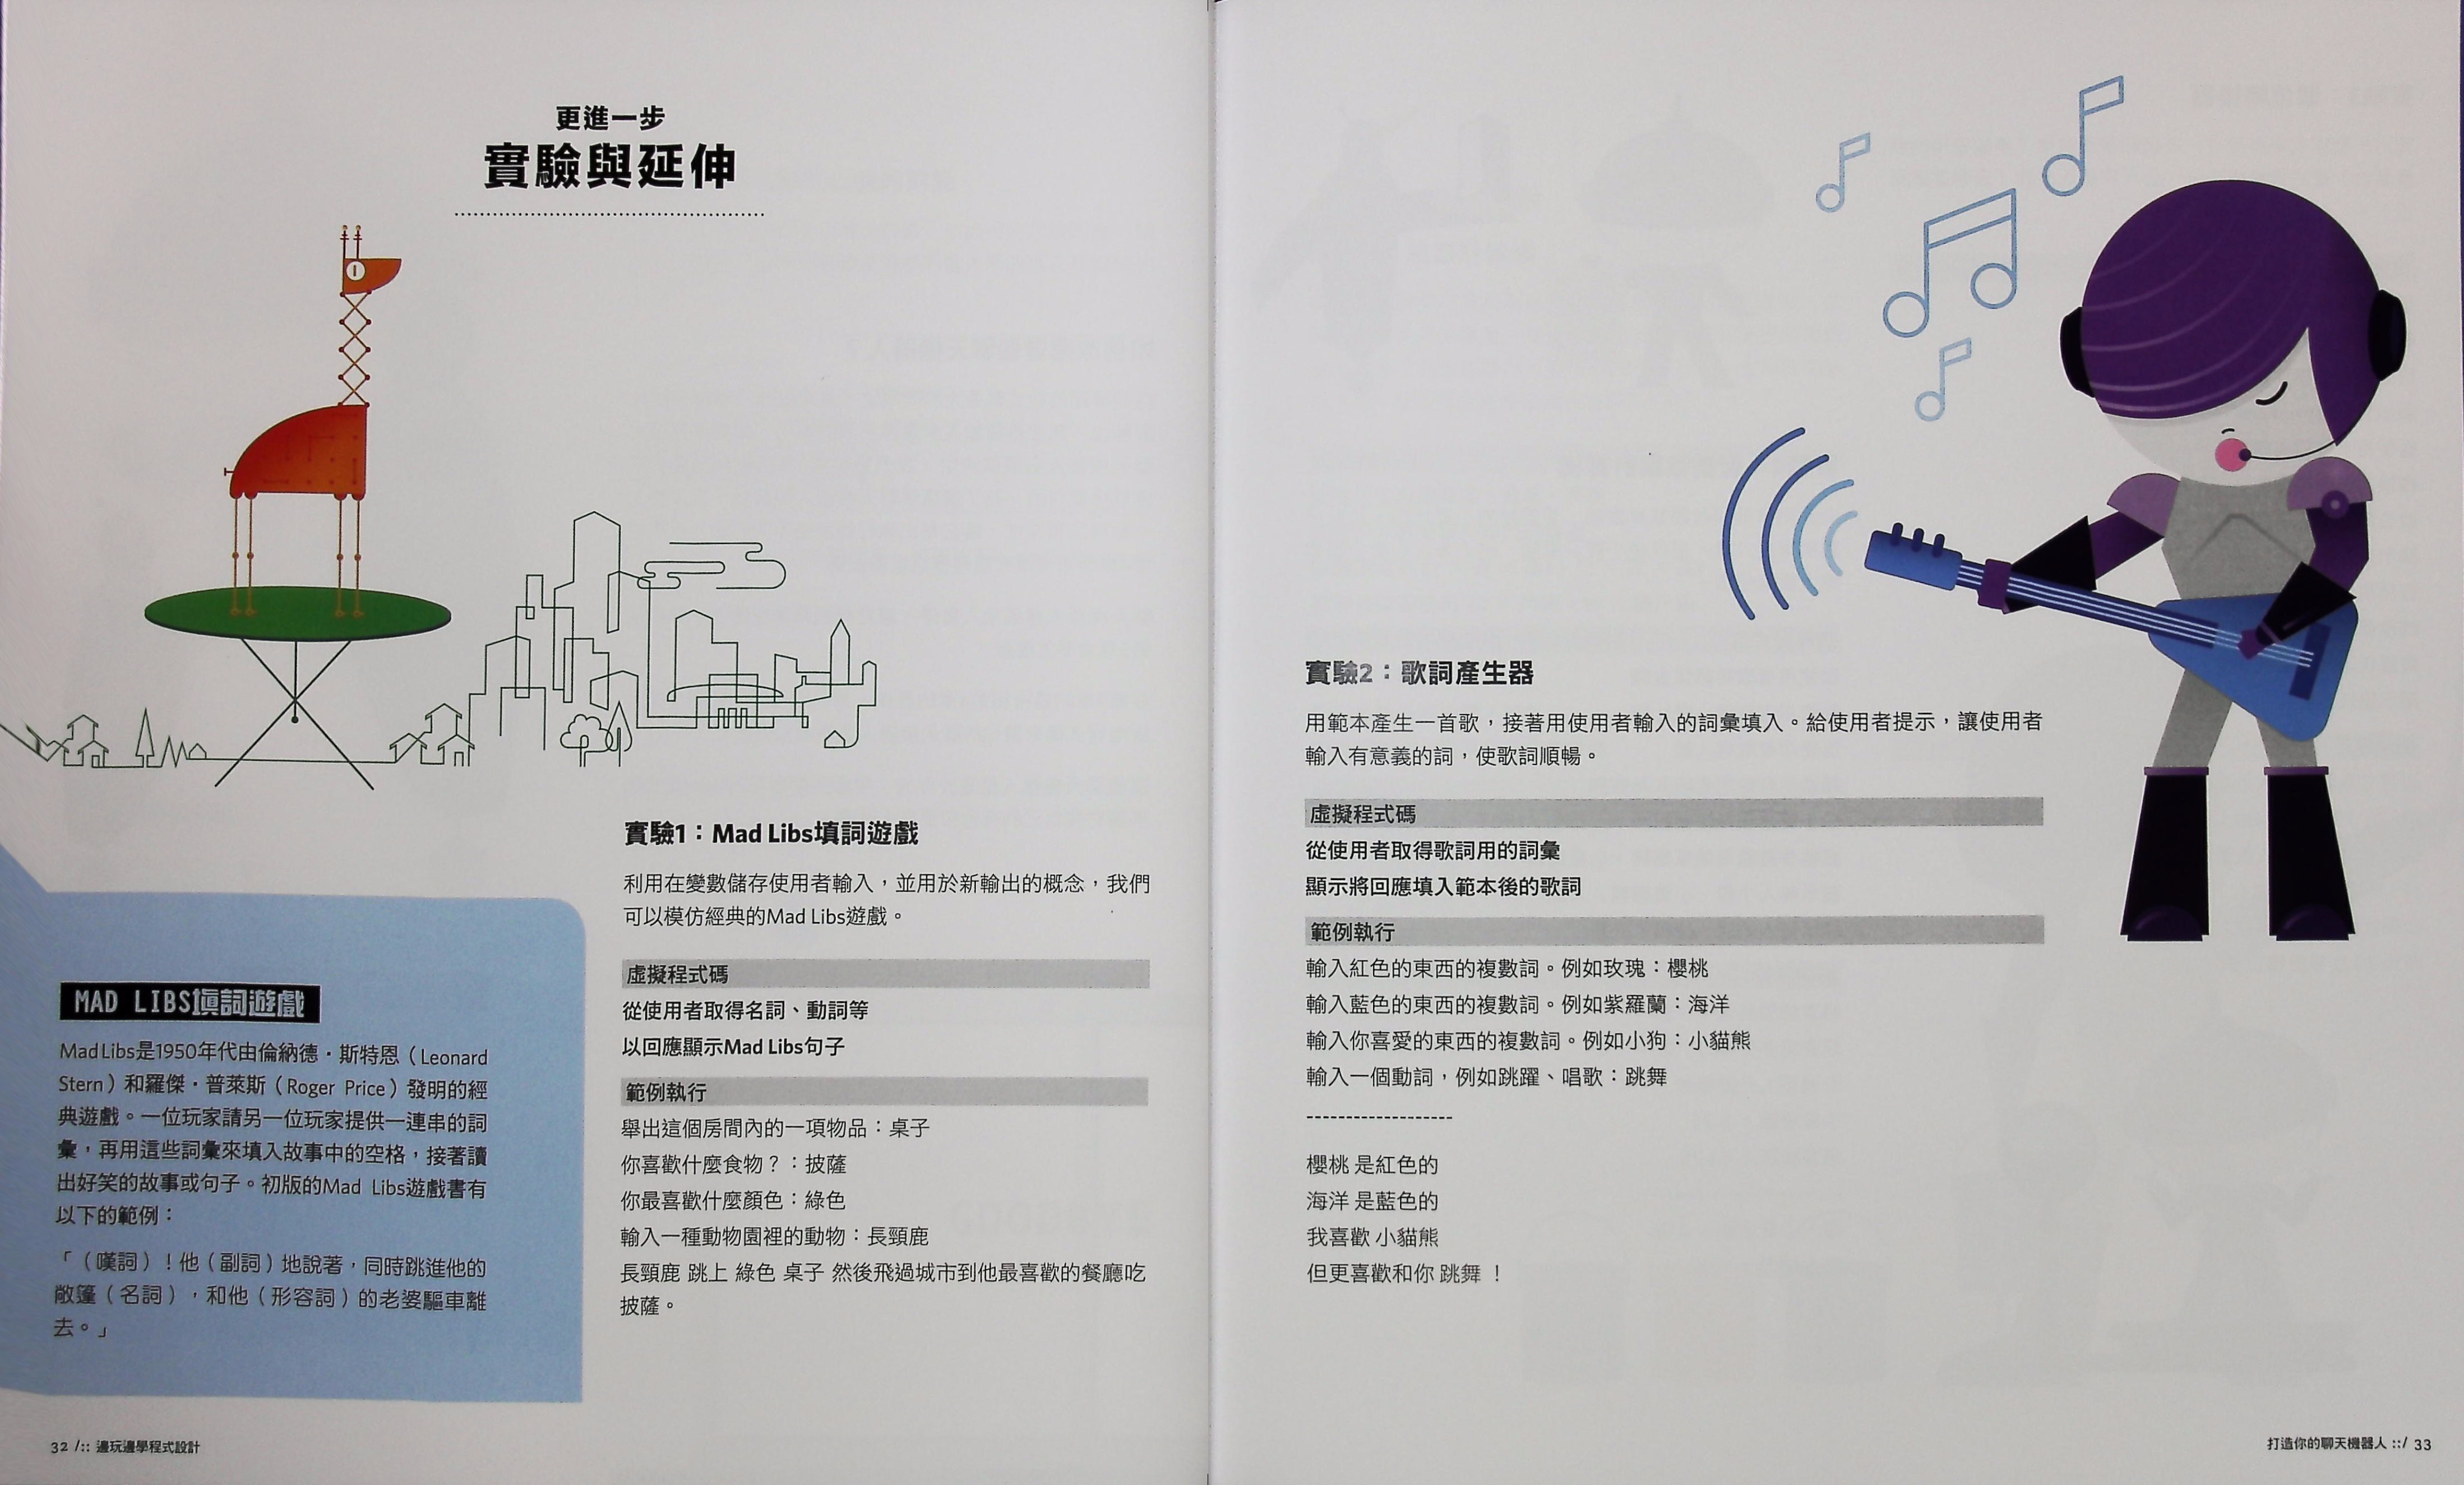 更進一步
實驗與延伸
MAD LIBS填詞遊戲
Mad Libs是1950年代由倫納德・斯特恩（Leonard
Stern）和羅傑・普萊斯（Roger Price）發明的經
典遊戲。一位玩家請另一位玩家提供一連串的詞
彙，再用這些詞彙來填入故事中的空格，接著讀
出好笑的故事或句子。初版的Mad Libs遊戲書有
以下的範例：
「（嘆詞）！他（副詞）地說著，同時跳進他的
敞篷（名詞），和他（形容詞）的老婆驅車離
去。」
實驗1：Mad Libs填詞遊戲
利用在變數儲存使用者輸入，並用於新輸出的概念，我們
可以模仿經典的Mad Libs遊戲。
虛擬程式碼
從使用者取得名詞、動詞等
以回應顯示Mad Libs句子
範例執行
舉出這個房間內的一項物品：桌子
你喜歡什麼食物？：披薩
你最喜歡什麼顏色：綠色
輸入一種動物園裡的動物：長頸鹿
長頸鹿 跳上 綠色 桌子 然後飛過城市到他最喜歡的餐廳吃
披薩。
32 /:: 邊玩邊學程式設計
實驗2：歌詞產生器
用範本產生一首歌，接著用使用者輸入的詞彙填入。給使用者提示，讓使用者
輸入有意義的詞，使歌詞順暢。
虛擬程式碼
從使用者取得歌詞用的詞彙
顯示將回應填入範本後的歌詞
範例執行
輸入紅色的東西的複數詞。例如玫瑰：櫻桃
輸入藍色的東西的複數詞。例如紫羅蘭：海洋
輸入你喜愛的東西的複數詞。例如小狗：小貓熊
輸入一個動詞，例如跳躍、唱歌：跳舞
--------------------
櫻桃 是紅色的
海洋 是藍色的
我喜歡 小貓熊
但更喜歡和你 跳舞 ！
打造你的聊天機器人 ::/ 33